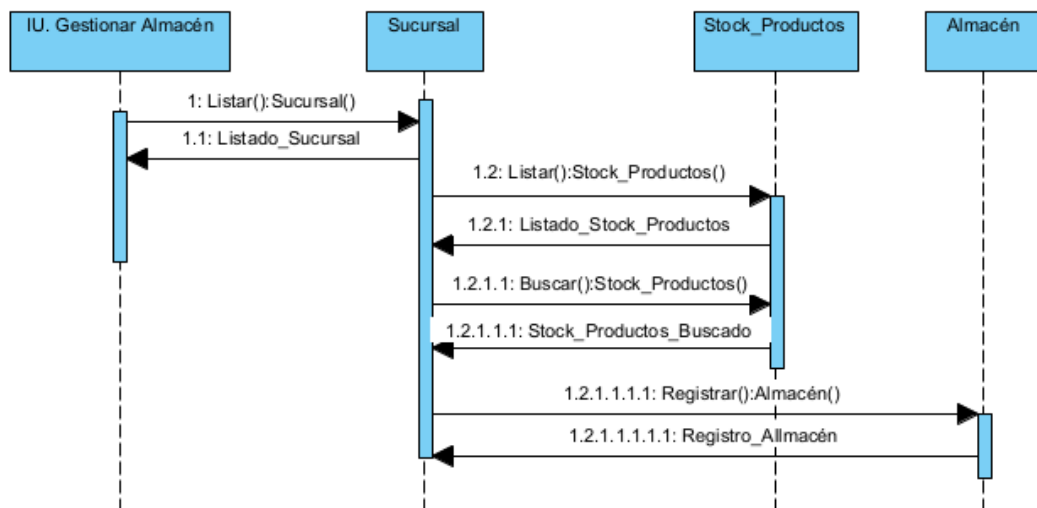 IU. Gestionar Almacén
Sucursal
Stock_Productos
Almacén
1: Listar():Sucursal()
1.1: Listado_Sucursal
1.2: Listar():Stock_Productos()
1.2.1: Listado_Stock_Productos
1.2.1.1: Buscar():Stock_Productos()
1.2.1.1.1: Stock_Productos_Buscado
1.2.1.1.1.1: Registrar():Almacén()
1.2.1.1.1.1.1: Registro_Allmacén